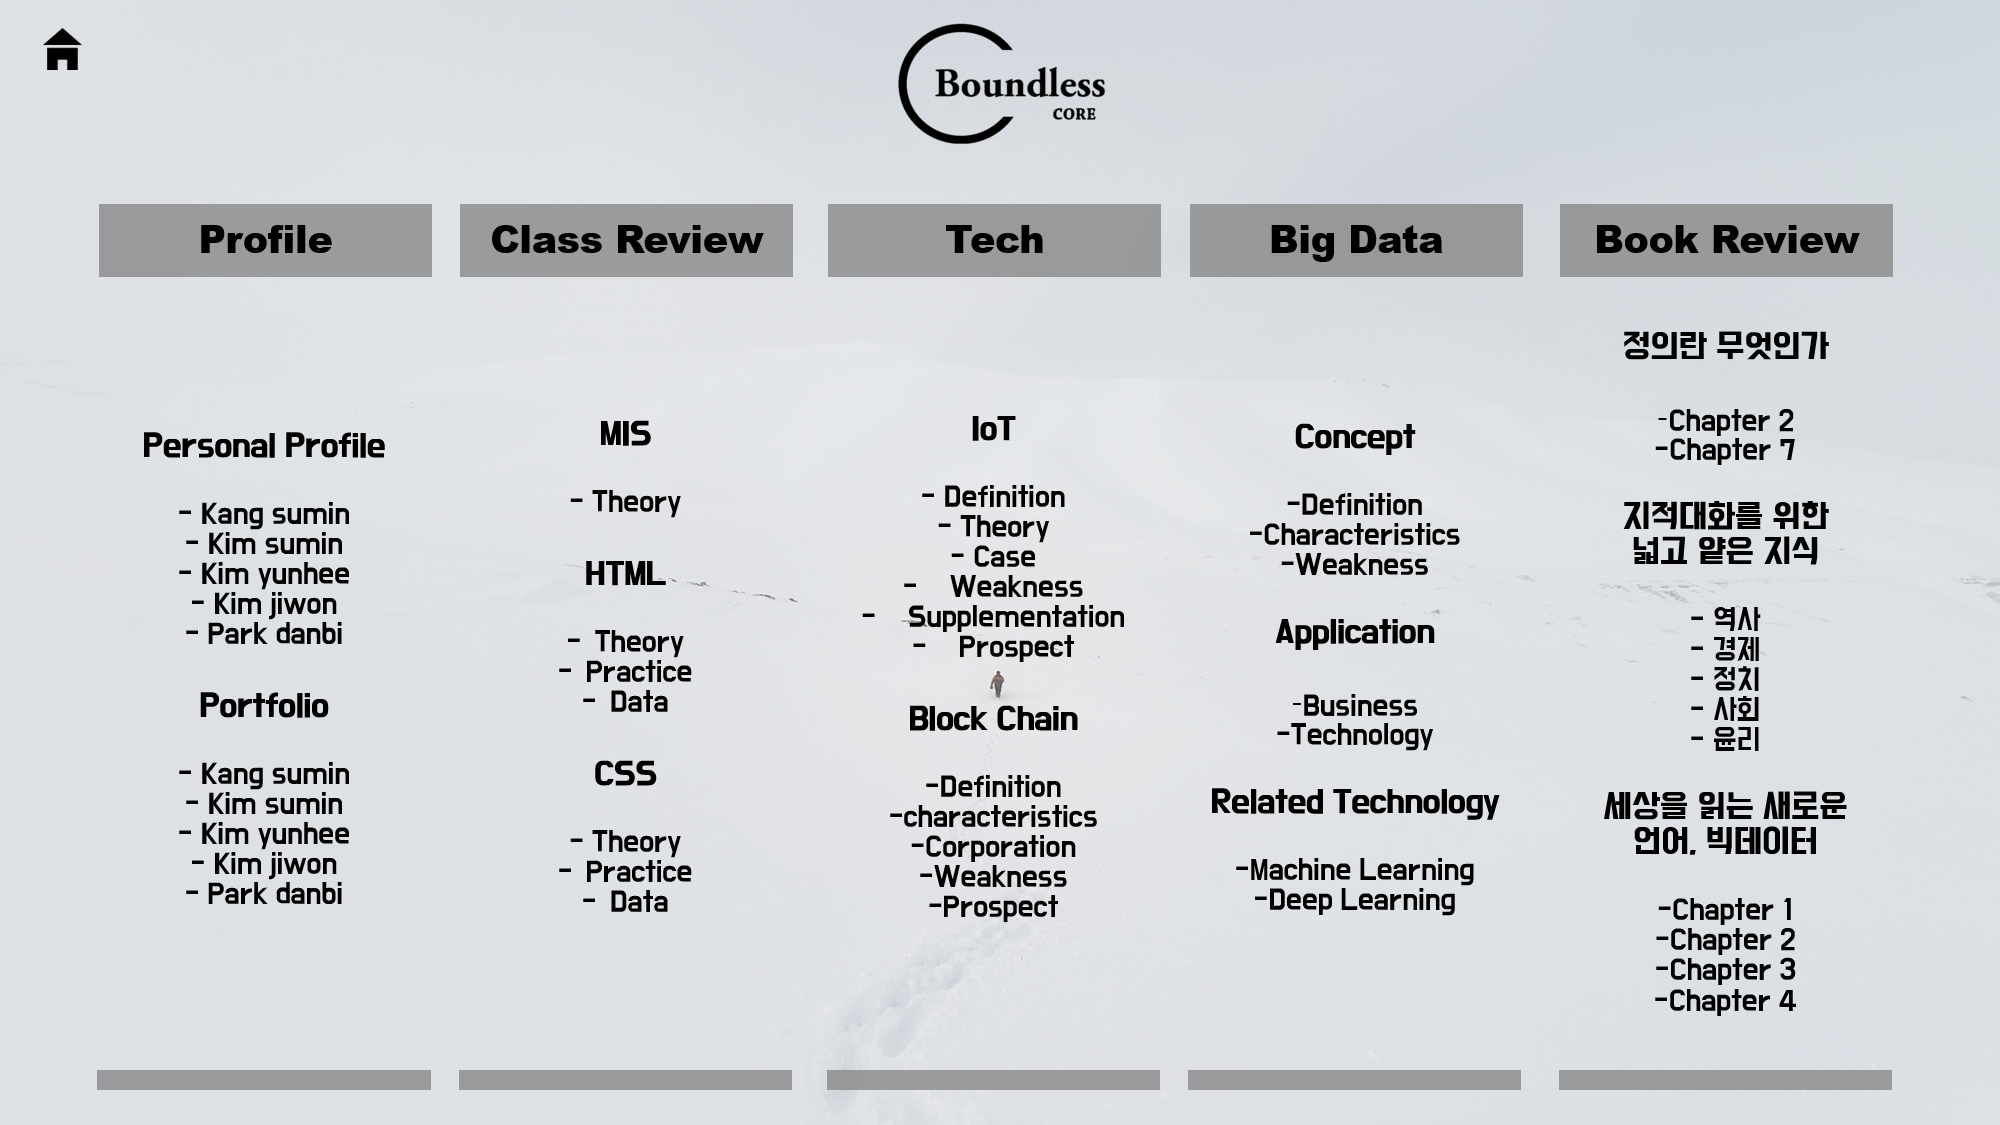 Boundless
CORE
Profile
Personal Profile
- Kang sumin
- Kim sumin
- Kim yunhee
- Kim jiwon
- Park danbi
Portfolio
- Kang sumin
- Kim sumin
- Kim yunhee
- Kim jiwon
- Park danbi
Class Review
MIS
- Theory
HTML
- Theory
- Practice
- Data
CSS
- Theory
- Practice
- Data
Tech
IoT
- Definition
- Theory
- Case
- Weakness
- Supplementation
- Prospect
Block Chain
-Definition
-characteristics
-Corporation
-Weakness
-Prospect
Big Data
Concept
-Definition
-Characteristics
-Weakness
Application
-Business
-Technology
Related Technology
-Machine Learning
-Deep Learning
Book Review
정의란 무엇인가
-Chapter 2
-Chapter 7
지적대화를 위한
넓고 얕은 지식
- 역사
- 경제
- 정치
- 사회
- 윤리
세상을 읽는 새로운
언어, 빅데이터
-Chapter 1
-Chapter 2
-Chapter 3
-Chapter 4